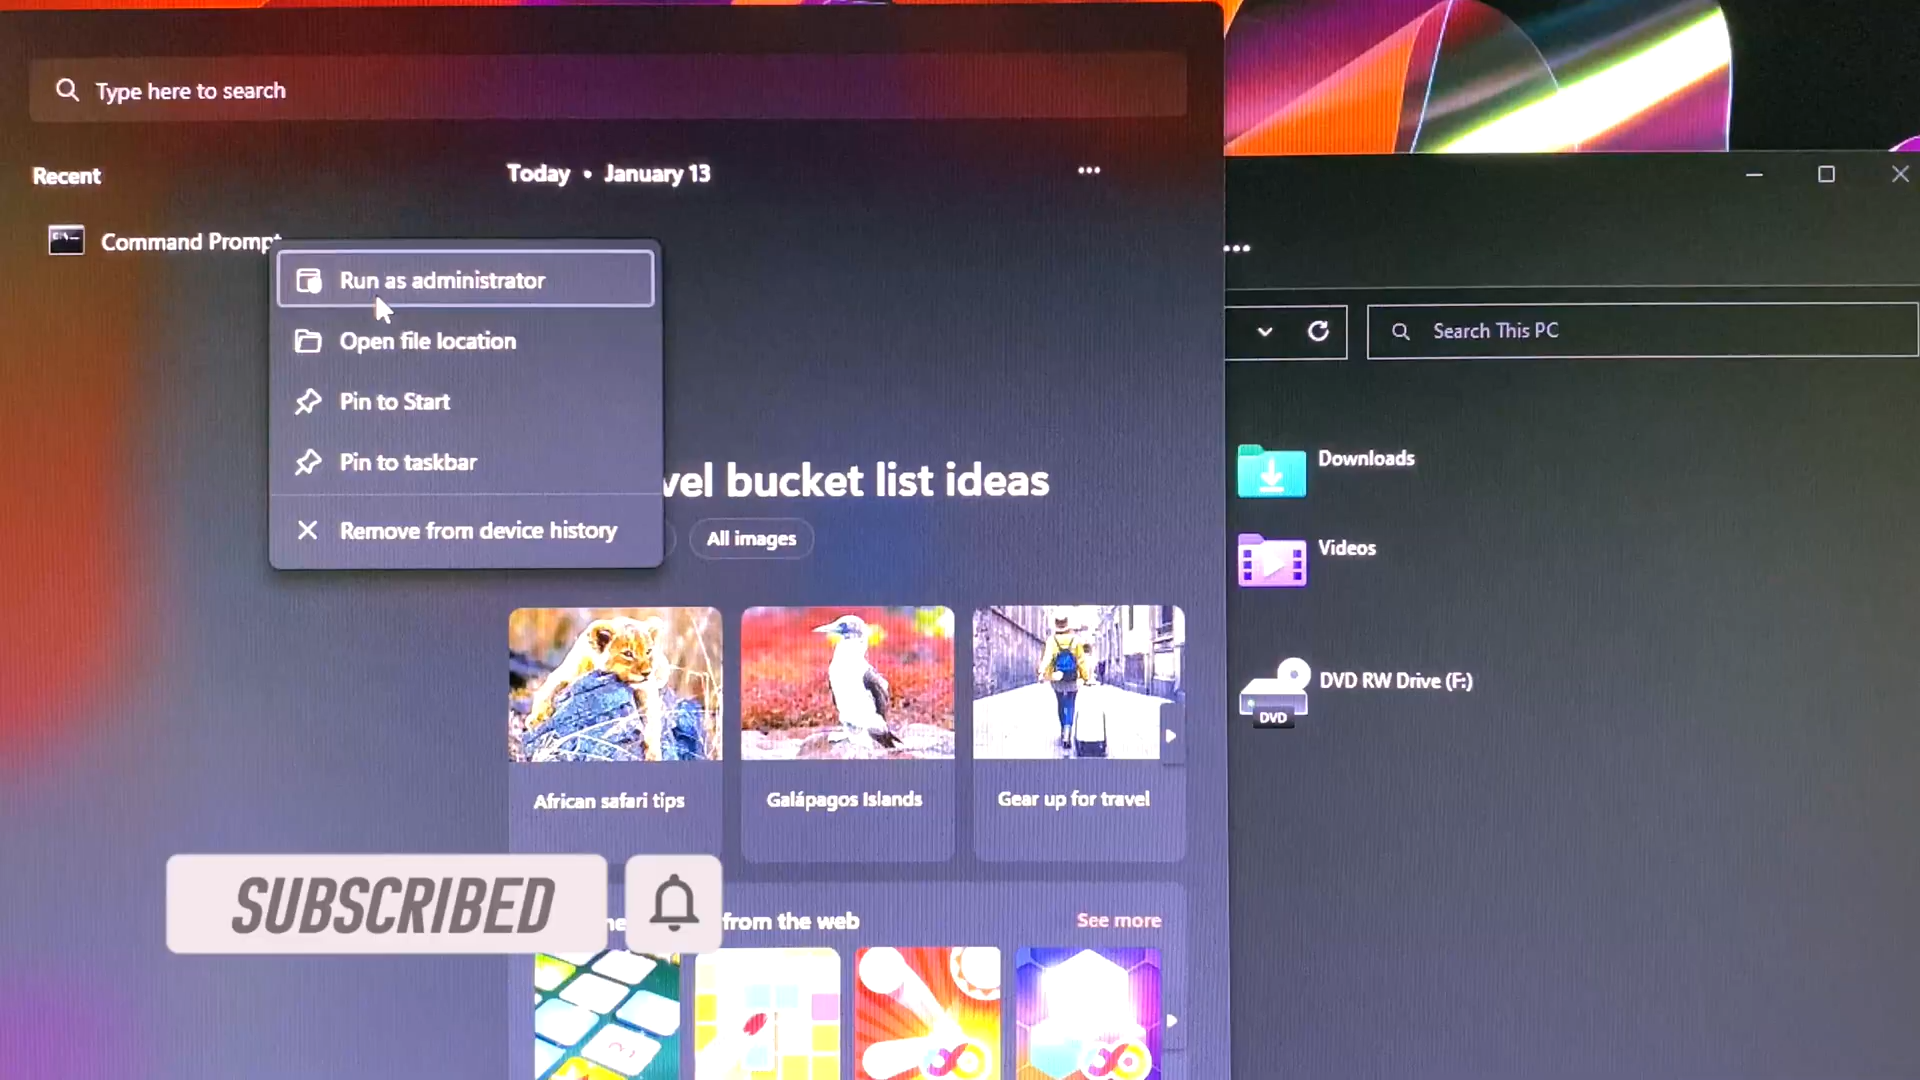 Type here to search
Recent
Today • January 13
Command Prompt
Run as administrator
Open file location
Pin to Start
Pin to taskbar
Remove from device history
vel bucket list ideas
All images
African safari tips
Galápagos Islands
Gear up for travel
from the web
See more
SUBSCRIBED
Search This PC
Downloads
Videos
DVD RW Drive (F:)
DVD